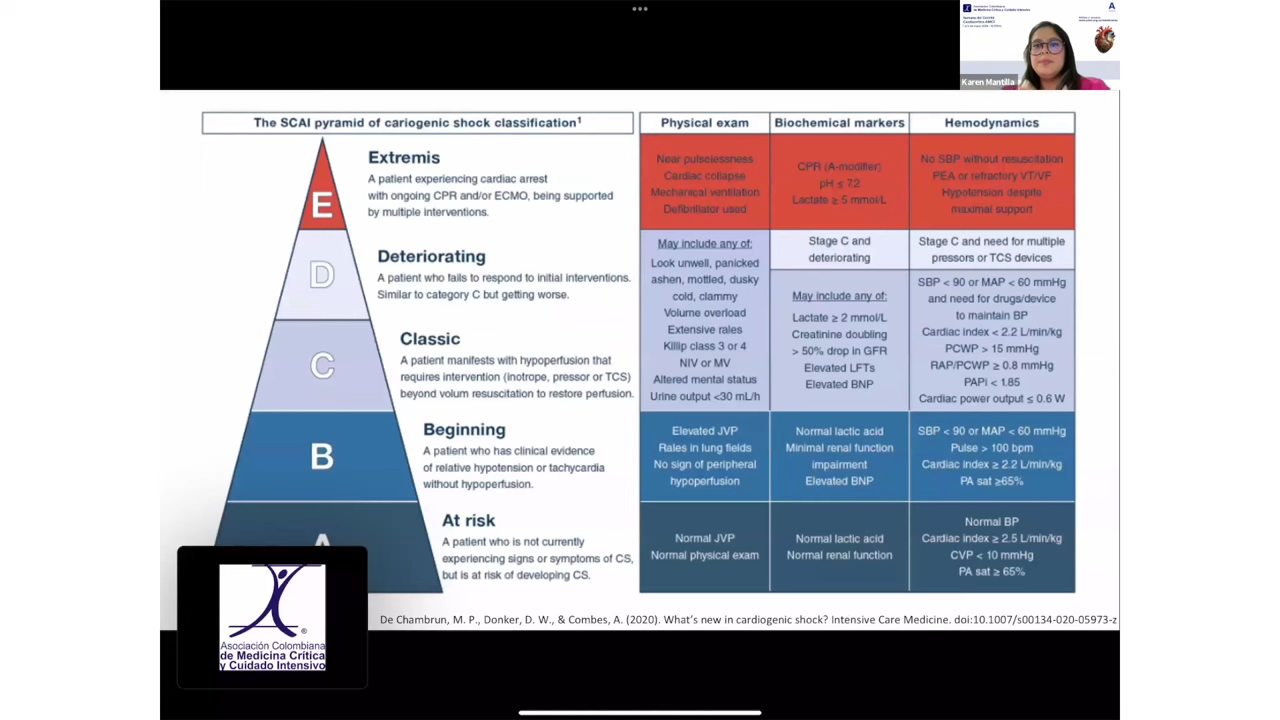 Asociación Colombiana
de Medicina Crítica y Cuidado Intensivo
Karen Mantilla
The SCAI pyramid of cariogenic shock classification¹
Physical exam
Biochemical markers
Hemodynamics
E
Extremis
A patient experiencing cardiac arrest
with ongoing CPR and/or ECMO, being supported
by multiple interventions.
Near pulselessness
Cardiac collapse
Mechanical ventilation
Defibrillator used
CPR (A-modifier)
pH ≤ 7.2
Lactate ≥ 5 mmol/L
No SBP without resuscitation
PEA or refractory VT/VF
Hypotension despite
maximal support
D
Deteriorating
A patient who fails to respond to initial interventions.
Similar to category C but getting worse.
C
Classic
A patient manifests with hypoperfusion that
requires intervention (inotrope, pressor or TCS)
beyond volum resuscitation to restore perfusion.
May include any of:
Look unwell, panicked
ashen, mottled, dusky
cold, clammy
Volume overload
Extensive rales
Killip class 3 or 4
NIV or MV
Altered mental status
Urine output <30 mL/h
Stage C and
deteriorating
May include any of:
Lactate ≥ 2 mmol/L
Creatinine doubling
> 50% drop in GFR
Elevated LFTs
Elevated BNP
Stage C and need for multiple
pressors or TCS devices
SBP < 90 or MAP < 60 mmHg
and need for drugs/device
to maintain BP
Cardiac index < 2.2 L/min/kg
PCWP > 15 mmHg
RAP/PCWP ≥ 0.8 mmHg
PAPi < 1.85
Cardiac power output ≤ 0.6 W
B
Beginning
A patient who has clinical evidence
of relative hypotension or tachycardia
without hypoperfusion.
Elevated JVP
Rales in lung fields
No sign of peripheral
hypoperfusion
Normal lactic acid
Minimal renal function
impairment
Elevated BNP
SBP < 90 or MAP < 60 mmHg
Pulse > 100 bpm
Cardiac index ≥ 2.2 L/min/kg
PA sat ≥65%
A
At risk
A patient who is not currently
experiencing signs or symptoms of CS,
but is at risk of developing CS.
Normal JVP
Normal physical exam
Normal lactic acid
Normal renal function
Normal BP
Cardiac index ≥ 2.5 L/min/kg
CVP < 10 mmHg
PA sat ≥ 65%
De Chambrun, M. P., Donker, D. W., & Combes, A. (2020). What's new in cardiogenic shock? Intensive Care Medicine. doi:10.1007/s00134-020-05973-z
®
Asociación Colombiana
de Medicina Crítica
y Cuidado Intensivo